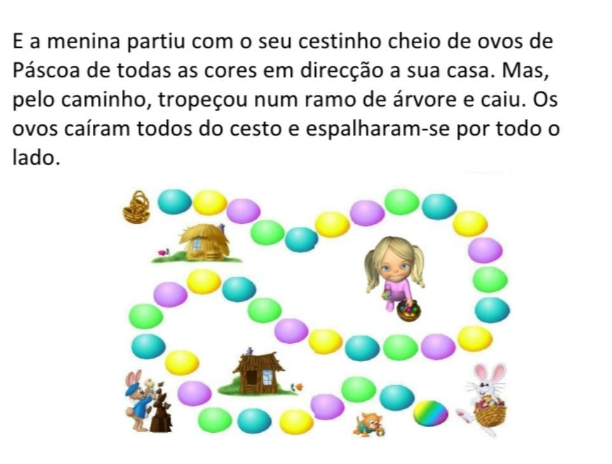 E a menina partiu com o seu cestinho cheio de ovos de
Páscoa de todas as cores em direcção a sua casa. Mas,
pelo caminho, tropeçou num ramo de árvore e caiu. Os
ovos caíram todos do cesto e espalharam-se por todo o
lado.